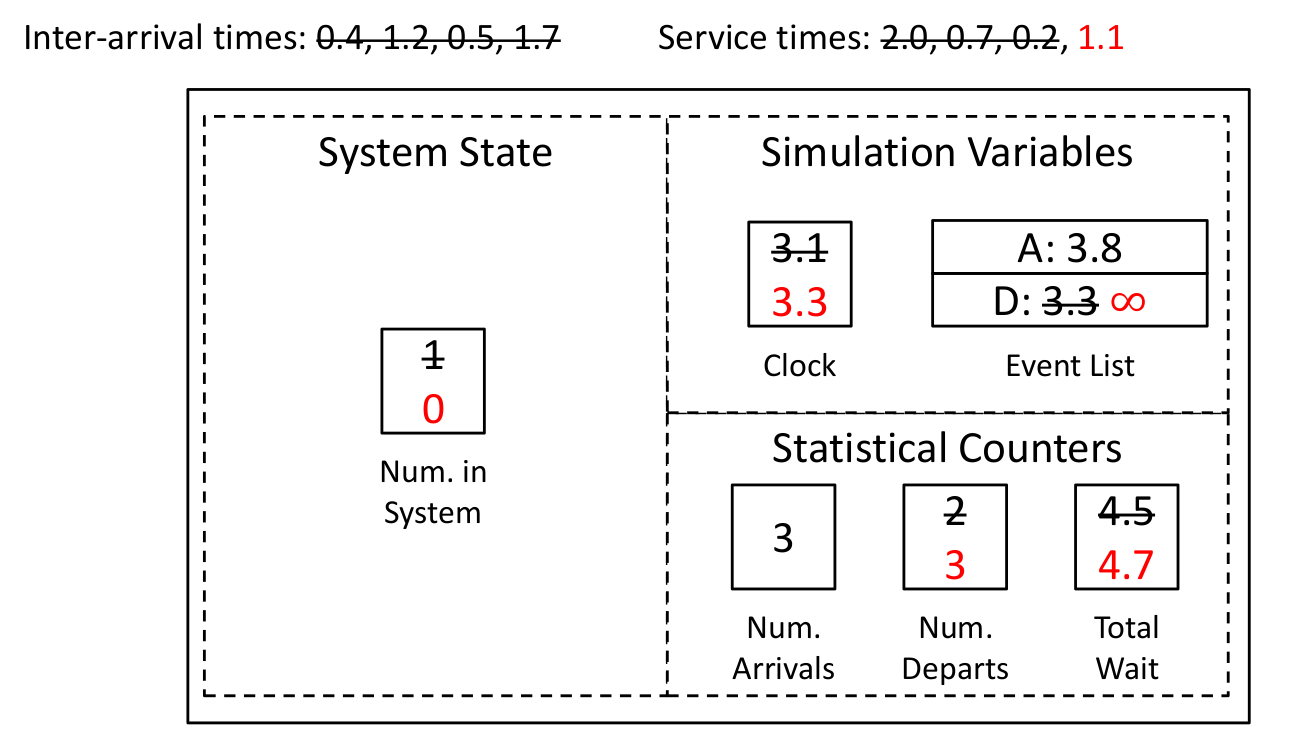 Inter-arrival times: 0.4, 1.2, 0.5, 1.7
Service times: 2.0, 0.7, 0.2, 1.1
System State
1
0
Num. in
System
Simulation Variables
3.1
3.3
Clock
A: 3.8
D: 3.3 ∞
Event List
Statistical Counters
3
Num.
Arrivals
2
3
Num.
Departs
4.5
4.7
Total
Wait